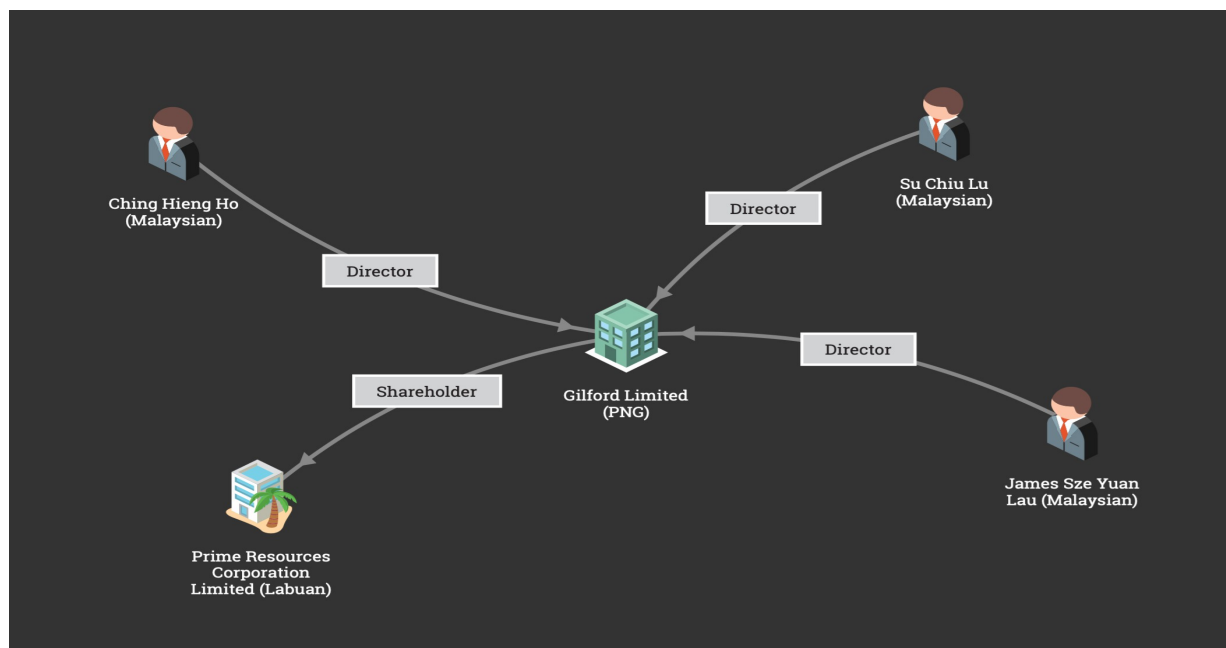 Ching Hieng Ho
(Malaysian)
Su Chiu Lu
(Malaysian)
Director
Director
Director
Shareholder
Gilford Limited
(PNG)
James Sze Yuan
Lau (Malaysian)
Prime Resources
Corporation
Limited (Labuan)